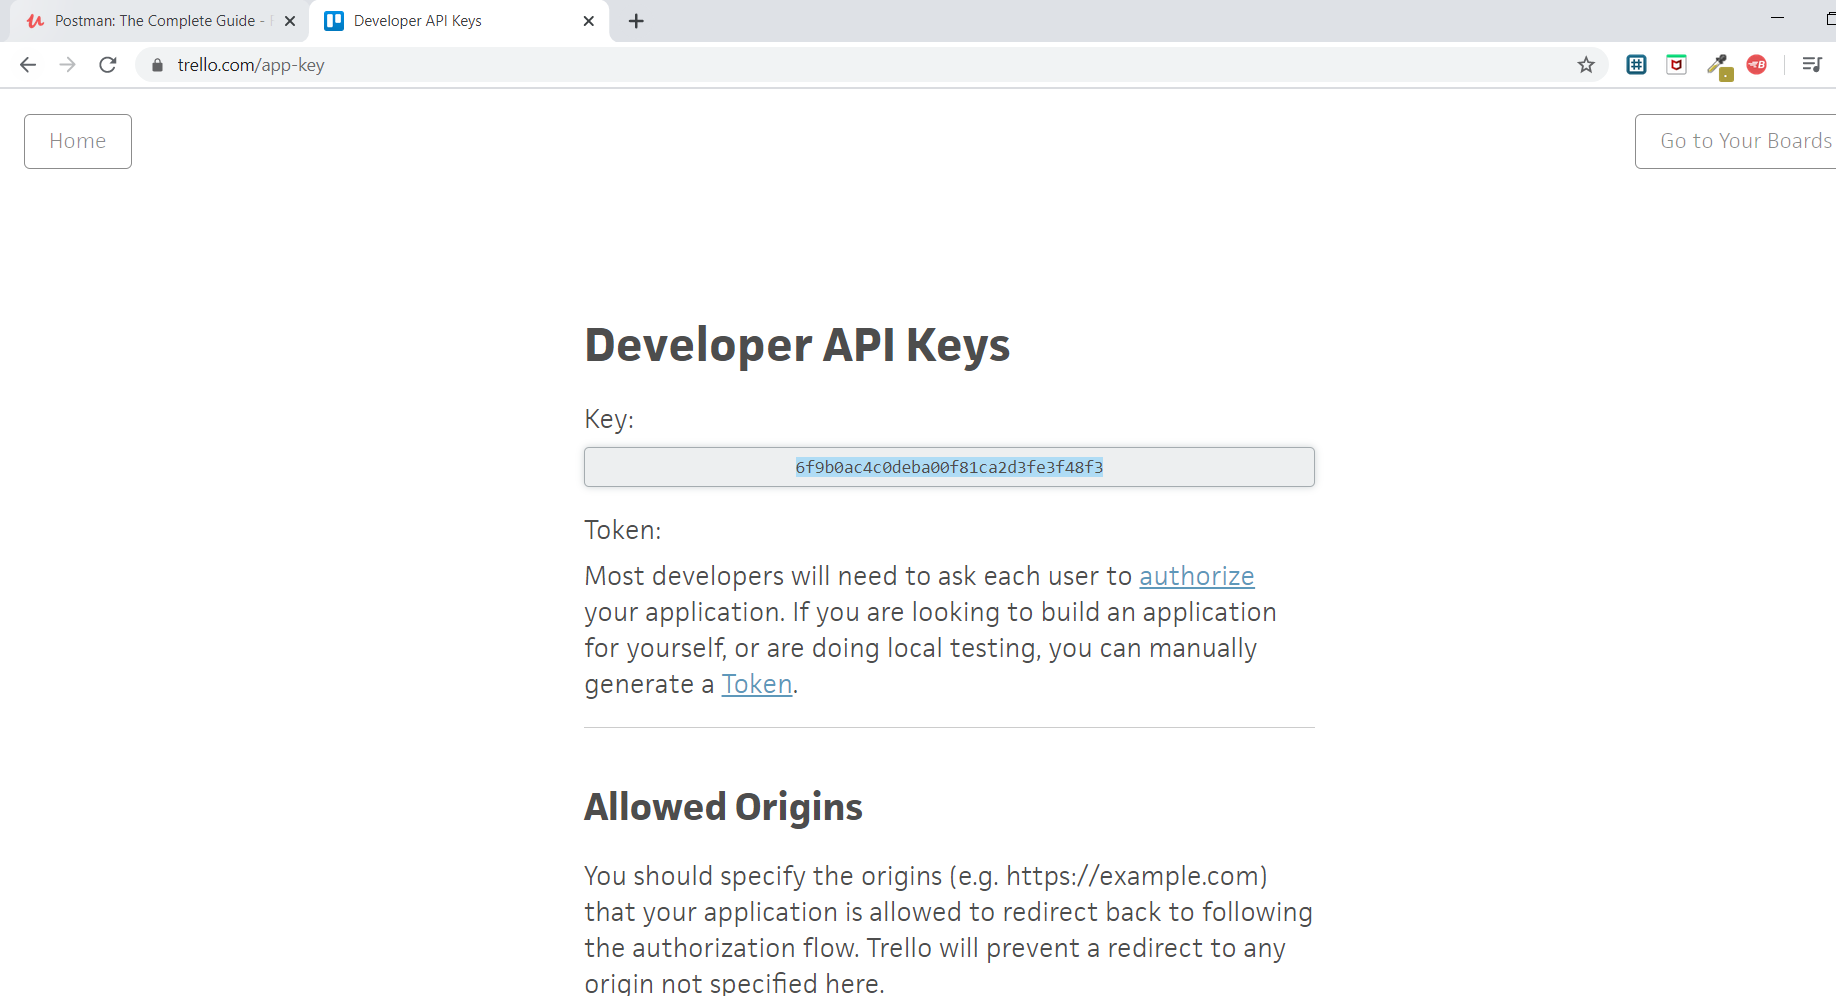 Postman: The Complete Guide -
Developer API Keys
trello.com/app-key
Home
Go to Your Boards
Developer API Keys
Key:
6f9b0ac4c0deba00f81ca2d3fe3f48f3
Token:
Most developers will need to ask each user to authorize
your application. If you are looking to build an application
for yourself, or are doing local testing, you can manually
generate a Token.
Allowed Origins
You should specify the origins (e.g. https://example.com)
that your application is allowed to redirect back to following
the authorization flow. Trello will prevent a redirect to any
origin not specified here.